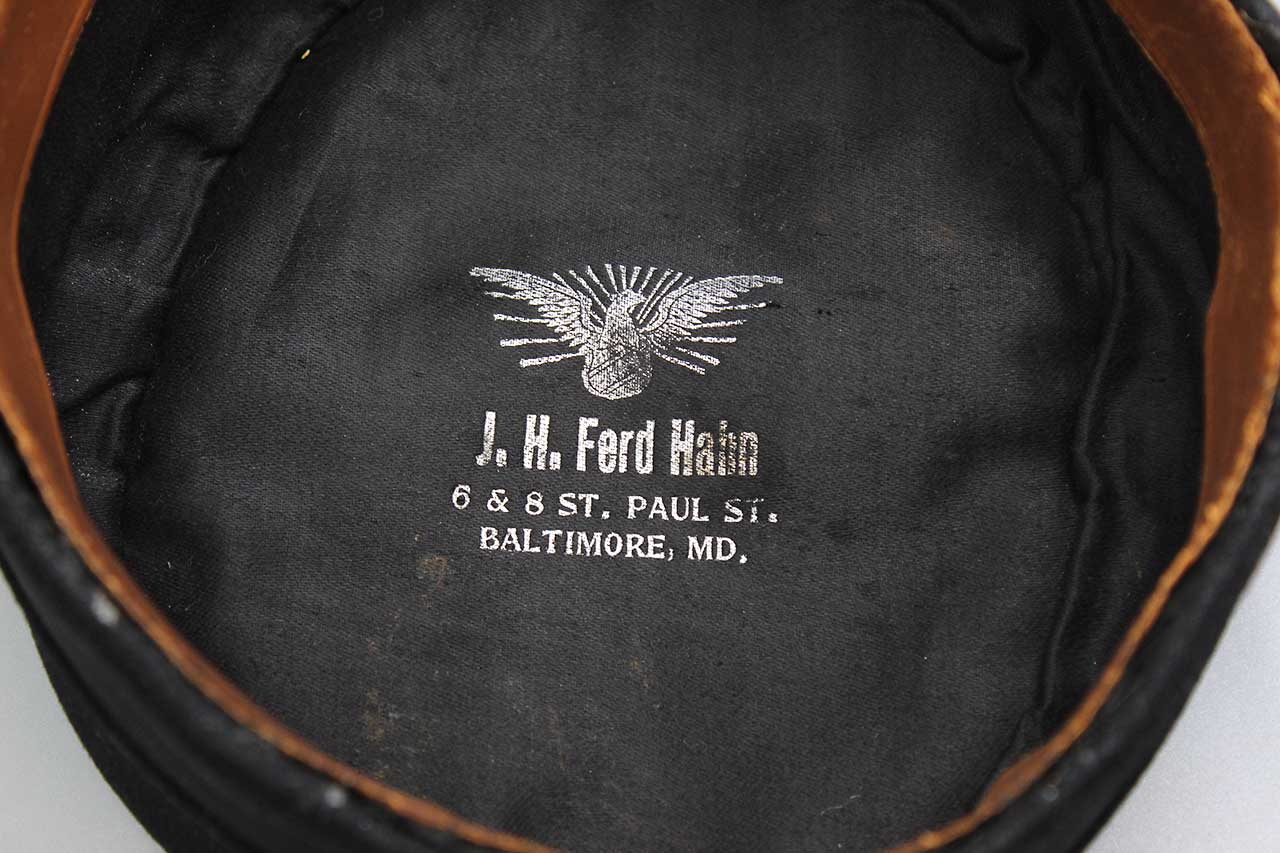 J. H. Ferd Hahn
6 & 8 ST. PAUL ST.
BALTIMORE, MD.